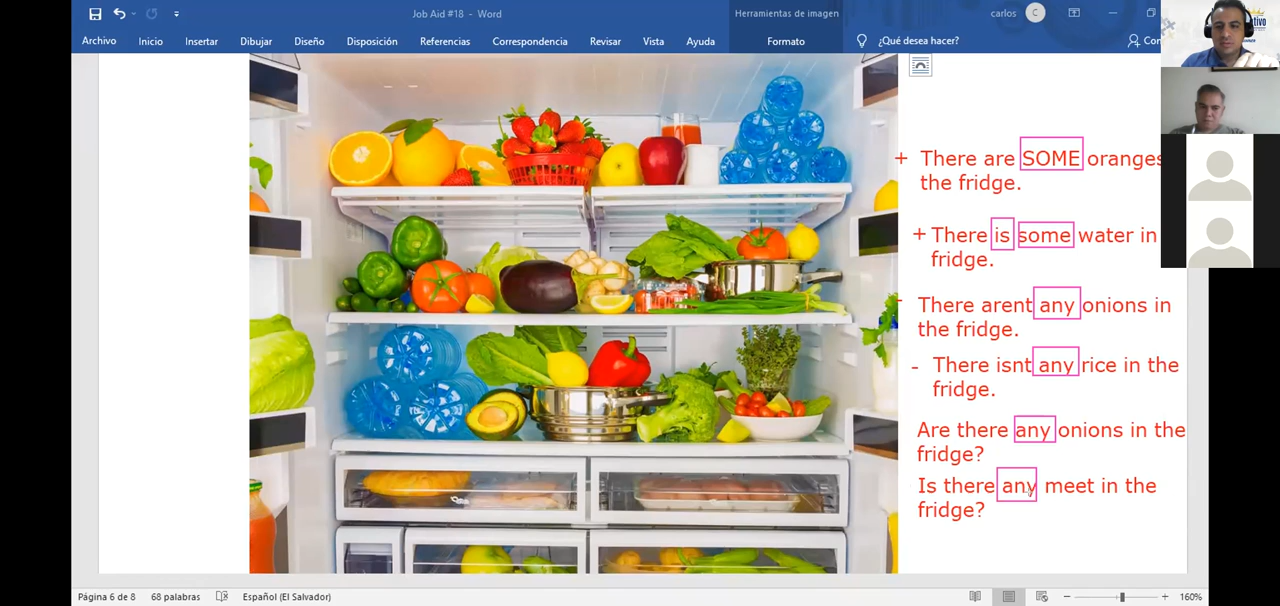 Job Aid #18 - Word
Herramientas de imagen
carlos
C
Archivo
Inicio
Insertar
Dibujar
Diseño
Disposición
Referencias
Correspondencia
Revisar
Vista
Ayuda
Formato
¿Qué desea hacer?
+ There are SOME oranges
the fridge.
+ There is some water in
fridge.
- There arent any onions in
the fridge.
- There isnt any rice in the
fridge.
Are there any onions in the
fridge?
Is there any meet in the
fridge?
Página 6 de 8
68 palabras
Español (El Salvador)
160%